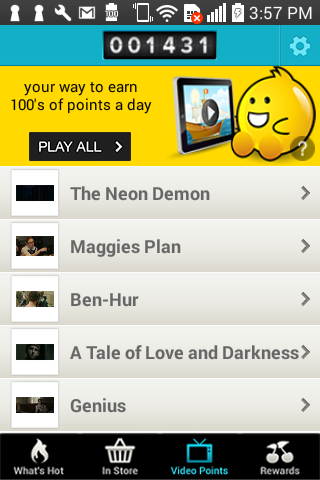 3:57 PM
001431
your way to earn
100's of points a day
PLAY ALL
?
The Neon Demon
Maggies Plan
Ben-Hur
A Tale of Love and Darkness
Genius
What's Hot
In Store
Video Points
Rewards